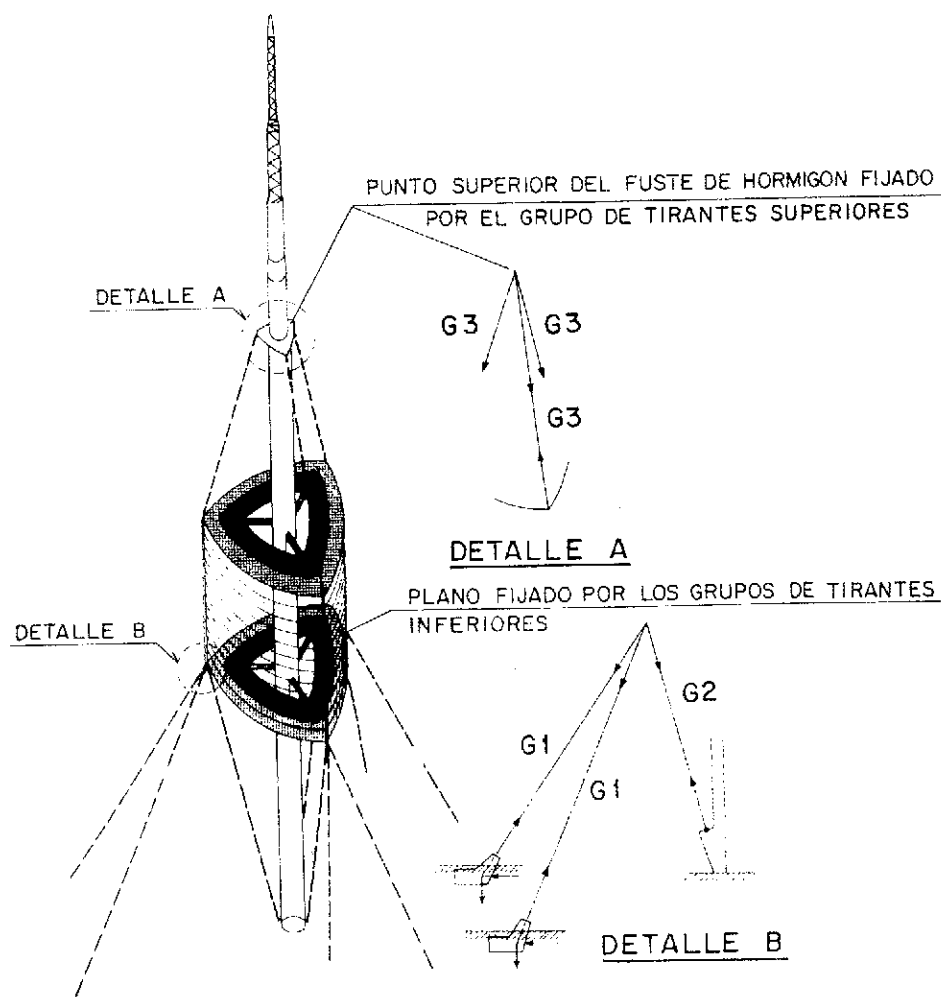 PUNTO SUPERIOR DEL FUSTE DE HORMIGON FIJADO
POR EL GRUPO DE TIRANTES SUPERIORES
DETALLE A
G3
G3
G3
DETALLE A
PLANO FIJADO POR LOS GRUPOS DE TIRANTES
INFERIORES
DETALLE B
G2
G1
G1
DETALLE B